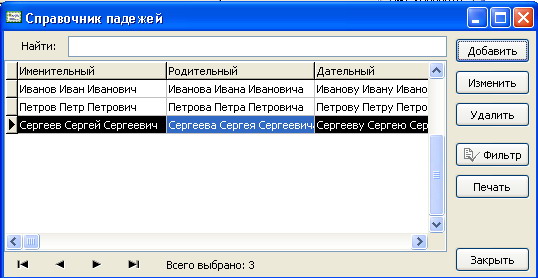 Справочник падежей
Найти:
Добавить
Именительный Родительный Дательный
Иванов Иван Иванович Иванова Ивана Ивановича Иванову Ивану Ивано
Изменить
Петров Петр Петрович Петрова Петра Петровича Петрову Петру Петро
Сергеев Сергей Сергеевич Сергеева Сергея Сергеевич Сергееву Сергею Сер
Удалить
Фильтр
Печать
Всего выбрано: 3
Закрыть